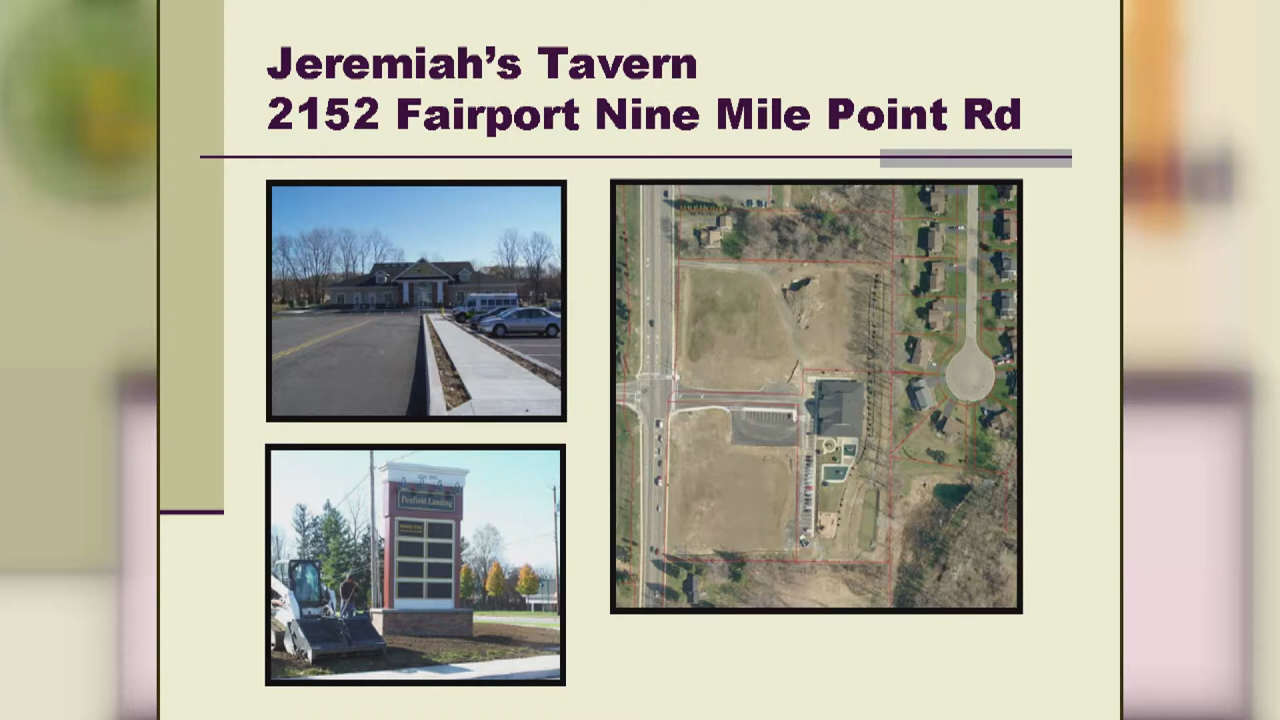 Jeremiah's Tavern
2152 Fairport Nine Mile Point Rd
Penfield Landing